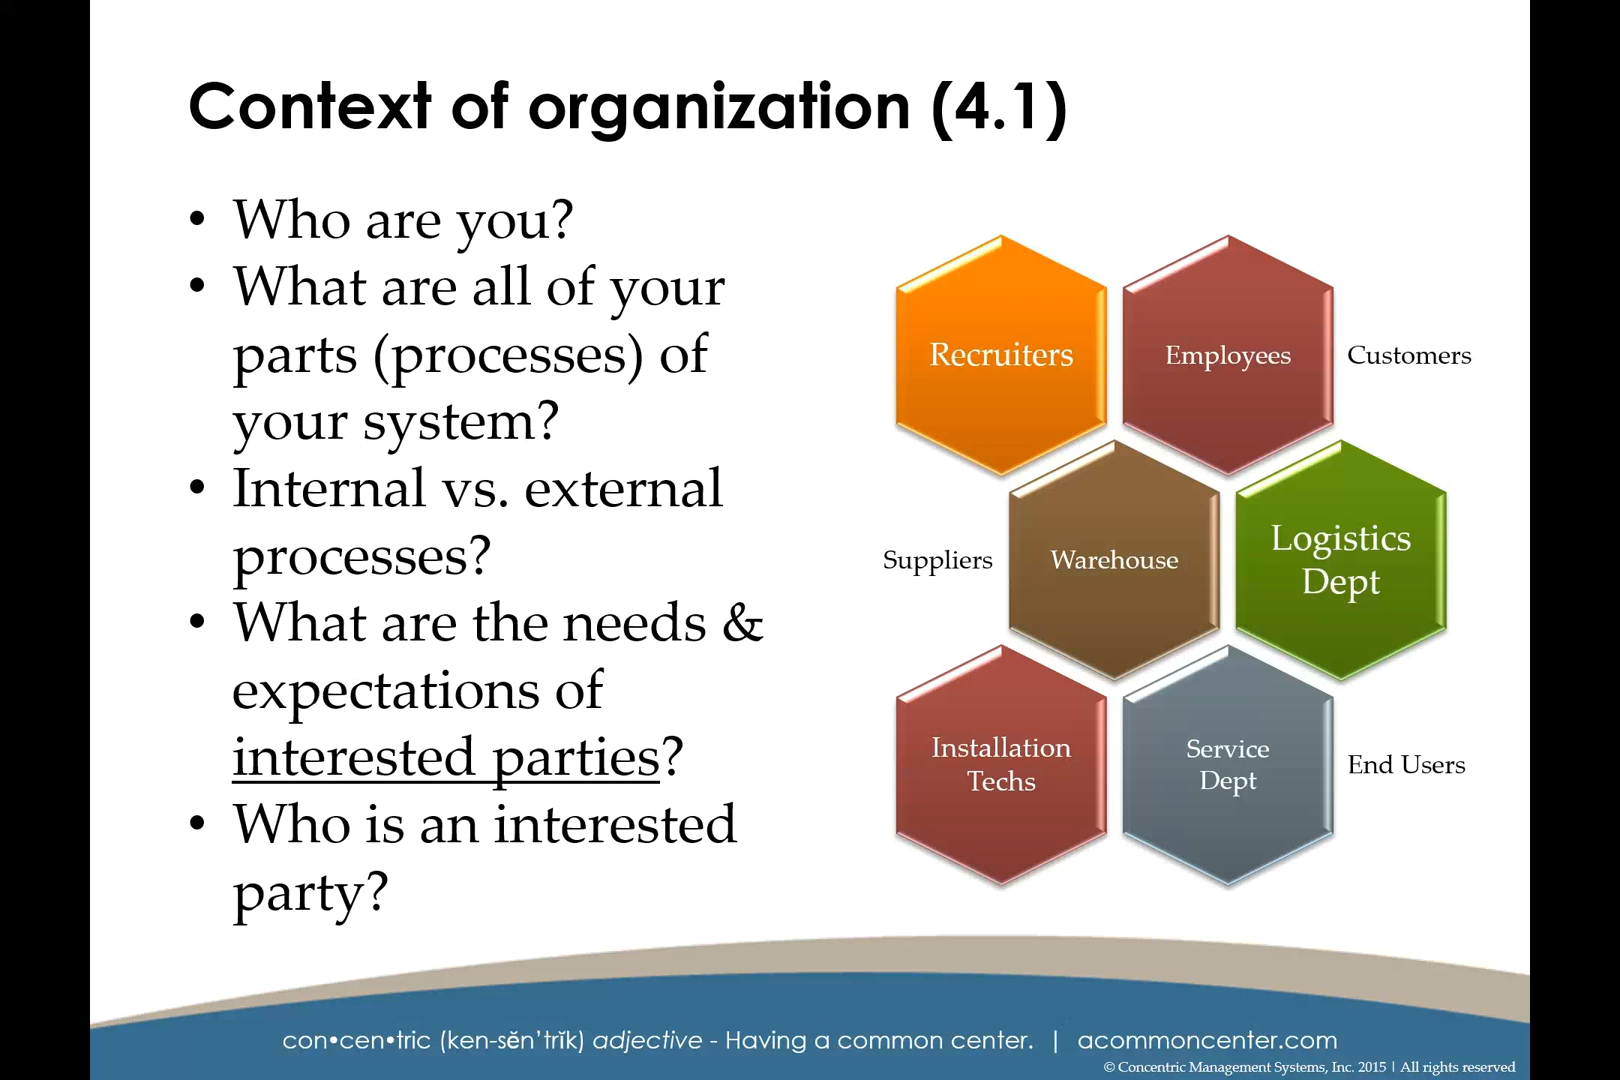 Context of organization (4.1)
• Who are you?
• What are all of your
parts (processes) of
your system?
• Internal vs. external
processes?
• What are the needs &
expectations of
interested parties?
• Who is an interested
party?
Recruiters
Employees
Customers
Suppliers
Warehouse
Logistics
Dept
Installation
Techs
Service
Dept
End Users
con•cen•tric (ken-sĕn’trĭk) adjective - Having a common center. | acommoncenter.com
© Concentric Management Systems, Inc. 2015 | All rights reserved